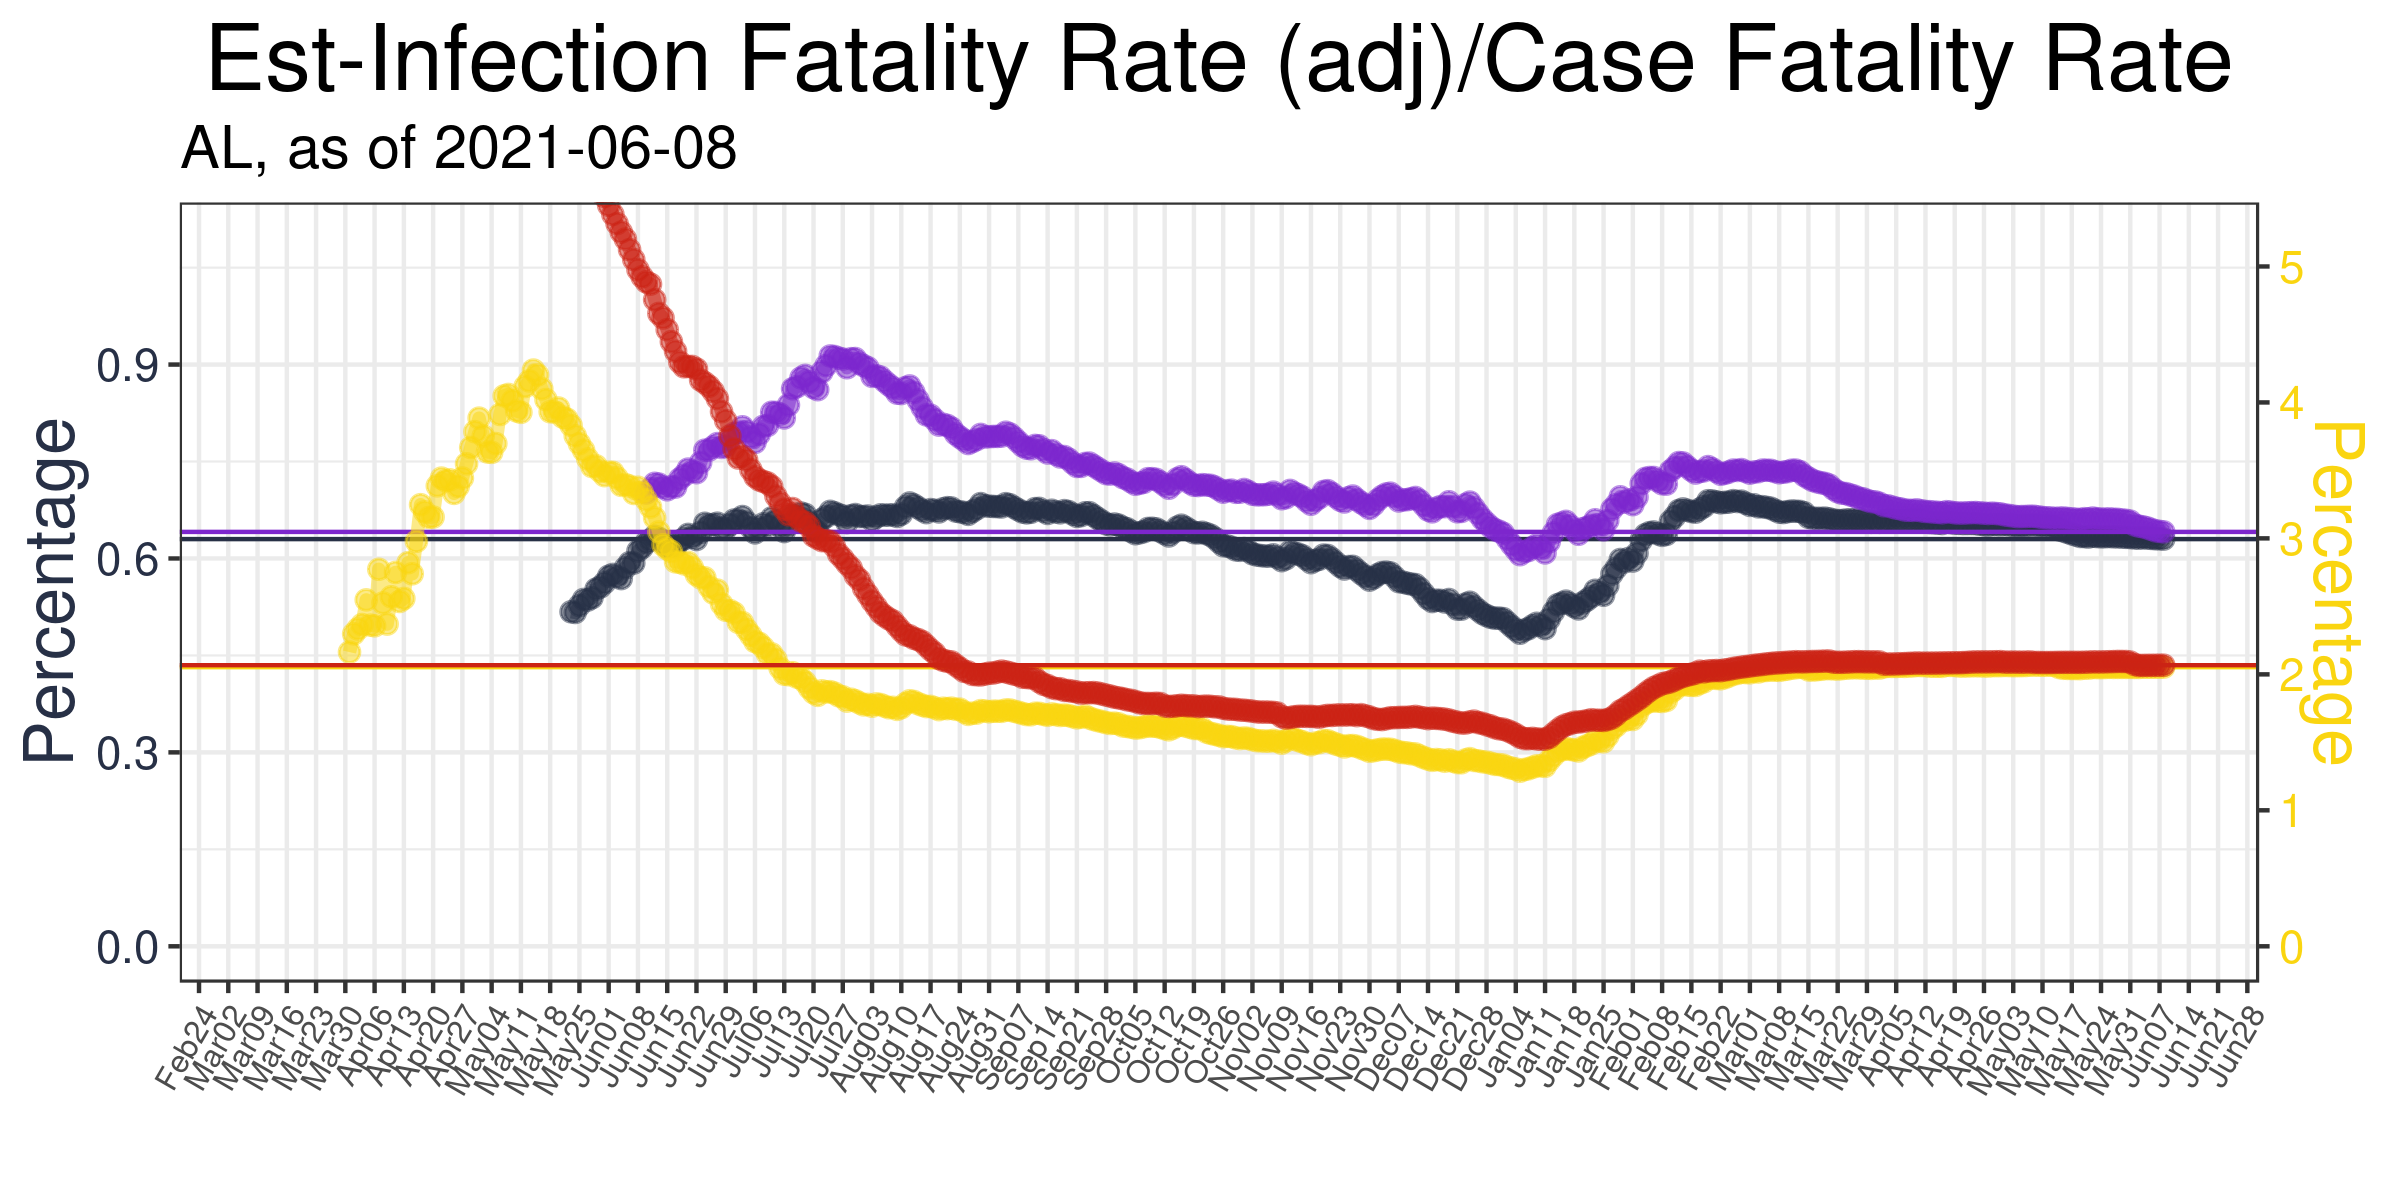 Est-Infection Fatality Rate (adj)/Case Fatality Rate
AL, as of 2021-06-08
Percentage
0.9
0.6
0.3
0.0
5
4
3
2
1
0
Percentage
Feb24
Mar02
Mar09
Mar16
Mar23
Mar30
Apr06
Apr13
Apr20
Apr27
May04
May11
May18
May25
Jun01
Jun08
Jun15
Jun22
Jun29
Jul06
Jul13
Jul20
Jul27
Aug03
Aug10
Aug17
Aug24
Aug31
Sep07
Sep14
Sep21
Sep28
Oct05
Oct12
Oct19
Oct26
Nov02
Nov09
Nov16
Nov23
Nov30
Dec07
Dec14
Dec21
Dec28
Jan04
Jan11
Jan18
Jan25
Feb01
Feb08
Feb15
Feb22
Mar01
Mar08
Mar15
Mar22
Mar29
Apr05
Apr12
Apr19
Apr26
May03
May10
May17
May24
May31
Jun07
Jun14
Jun21
Jun28